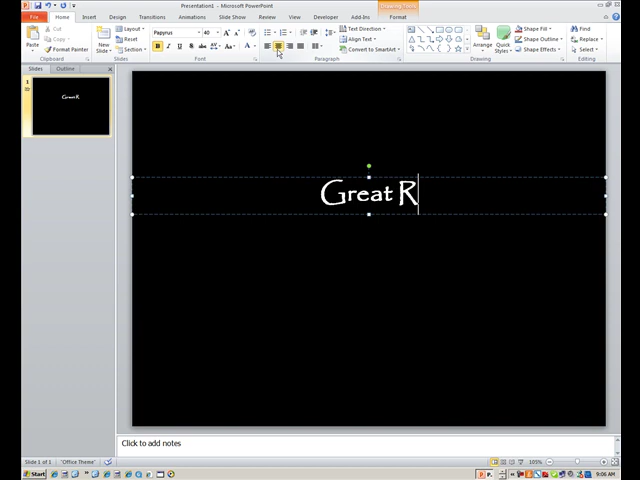 Presentation1 - Microsoft PowerPoint
Drawing Tools
File Home Insert Design Transitions Animations Slide Show Review View Developer Add-Ins Format
Paste
Cut
Copy
Format Painter
Clipboard
New Slide
Layout
Reset
Section
Slides
Papyrus 40
Font
Text Direction
Align Text
Convert to SmartArt
Paragraph
Arrange
Quick Styles
Shape Fill
Shape Outline
Shape Effects
Drawing
Find
Replace
Select
Editing
Slides Outline
1
Great R
Great R
Click to add notes
Slide 1 of 1 "Office Theme" 105%
Start 9:06 AM